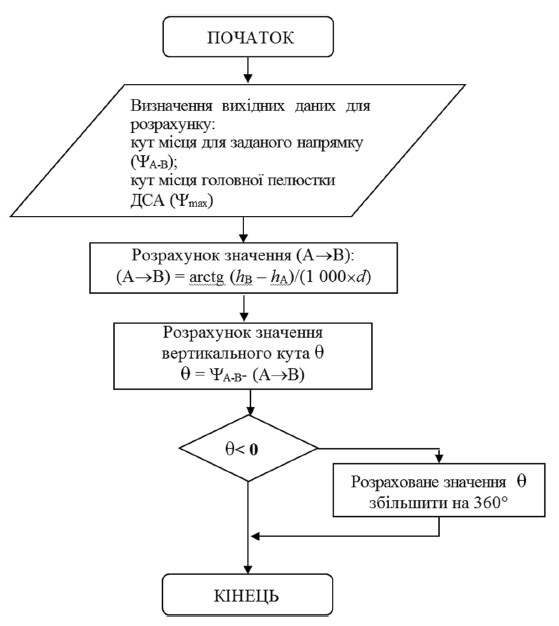 ПОЧАТОК
Визначення вихідних даних для
розрахунку:
кут місця для заданого напрямку
(ΨA-B);
кут місця головної пелюстки
ДСА (Ψmax)
Розрахунок значення (A→B):
(A→B) = arctg (hB – hA)/(1 000×d)
Розрахунок значення
вертикального кута θ
θ = ΨA-B- (A→B)
θ< 0
Розраховане значення θ
збільшити на 360°
КІНЕЦЬ